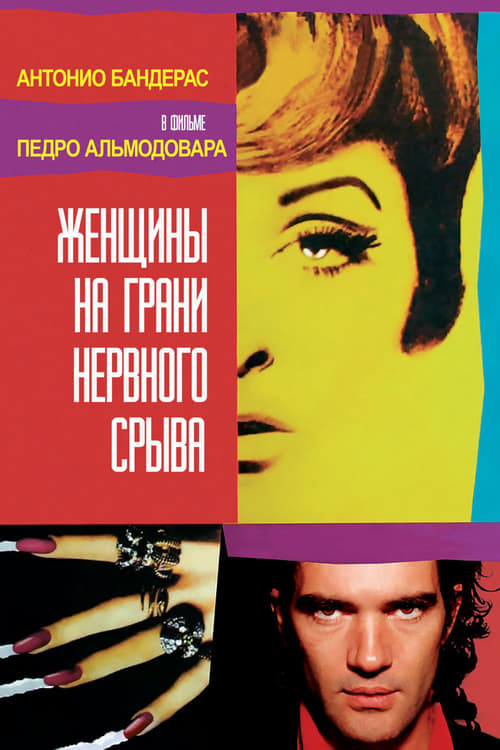 АНТОНИО БАНДЕРАС
В ФИЛЬМЕ
ПЕДРО АЛЬМОДОВАРА
ЖЕНЩИНЫ
НА ГРАНИ
НЕРВНОГО
СРЫВА